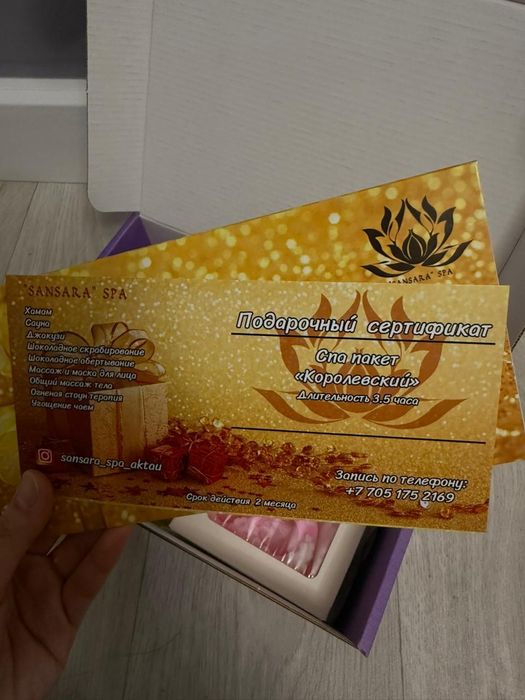 "SANSARA" SPA
"SANSARA" SPA
Хамам
Сауна
Джакузи
Шоколадное скрабирование
Шоколадное обертывание
Массаж и маска для лица
Общий массаж тела
Огненая стоун терапия
Угощение чаем
sansara_spa_aktau
Подарочный сертификат
Спа пакет
«Королевский»
Длительность 3.5 часа
Запись по телефону:
+7 705 175 2169
Срок действия 2 месяца